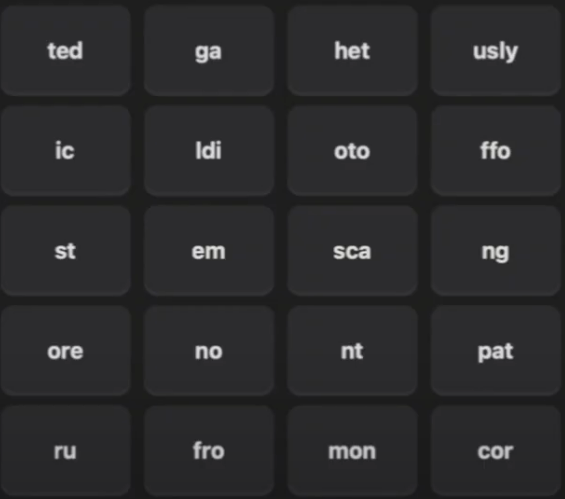 ted ga het usly
ic ldi oto ffo
st em sca ng
ore no nt pat
ru fro mon cor